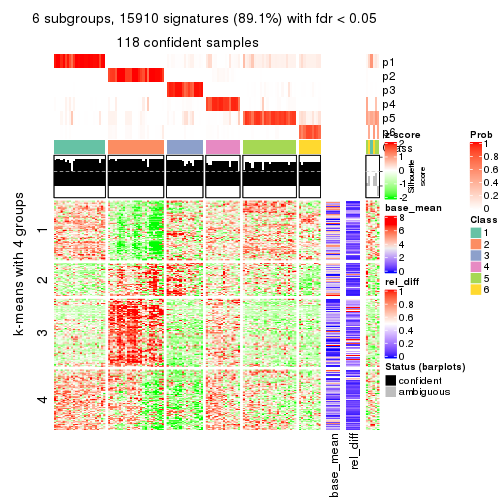 6 subgroups, 15910 signatures (89.1%) with fdr < 0.05
118 confident samples
p1
p2
p3
p4
p5
p6
Class
Silhouette
score
k-means with 4 groups
1
2
3
4
base_mean
rel_diff
z-score
2
1
0
-1
-2
base_mean
8
6
4
2
0
rel_diff
1
0.8
0.6
0.4
0.2
0
Status (barplots)
confident
ambiguous
Prob
1
0.8
0.6
0.4
0.2
0
Class
1
2
3
4
5
6